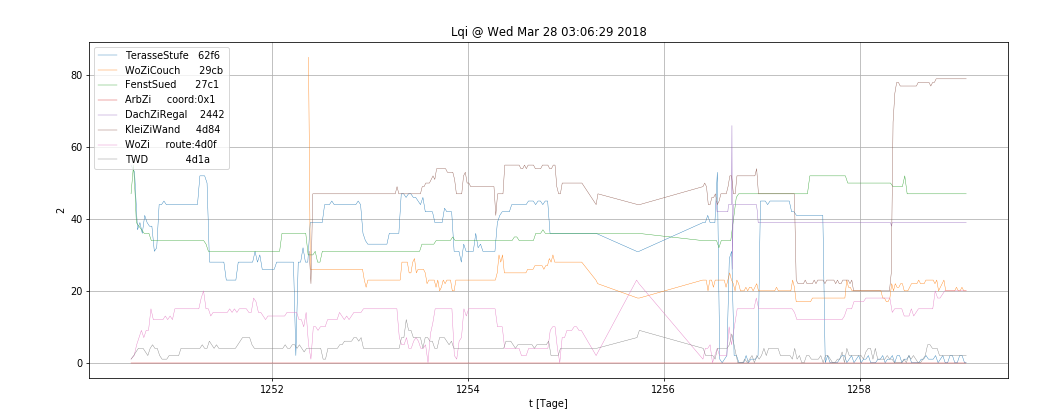 Lqi @ Wed Mar 28 03:06:29 2018
TerasseStufe 62f6
WoZiCouch 29cb
FenstSued 27c1
ArbZi coord:0x1
DachZiRegal 2442
KleiZiWand 4d84
WoZi route:4d0f
TWD 4d1a
80
60
40
20
0
2
1252 1254 1256 1258
t [Tage]